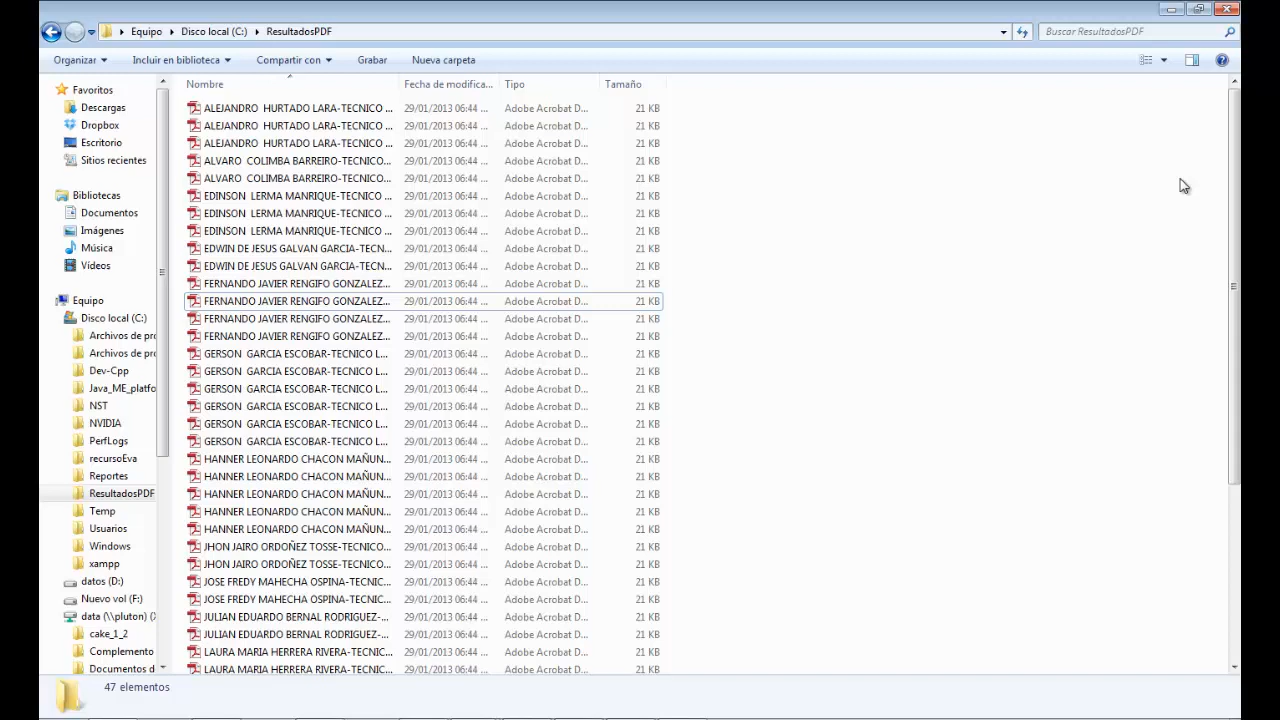 Equipo Disco local (C:) ResultadosPDF Buscar ResultadosPDF
Organizar Incluir en biblioteca Compartir con Grabar Nueva carpeta
Favoritos
Descargas
Dropbox
Escritorio
Sitios recientes
Bibliotecas
Documentos
Imágenes
Música
Vídeos
Equipo
Disco local (C:)
Archivos de pro
Archivos de pro
Dev-Cpp
Java_ME_platfo
NST
NVIDIA
PerfLogs
recursoEva
Reportes
ResultadosPDF
Temp
Usuarios
Windows
xampp
datos (D:)
Nuevo vol (F:)
data (\\pluton) (
cake_1_2
Complemento
Documentos d
Nombre Fecha de modifica... Tipo Tamaño
ALEJANDRO HURTADO LARA-TECNICO ... 29/01/2013 06:44 ... Adobe Acrobat D... 21 KB
ALEJANDRO HURTADO LARA-TECNICO ... 29/01/2013 06:44 ... Adobe Acrobat D... 21 KB
ALEJANDRO HURTADO LARA-TECNICO ... 29/01/2013 06:44 ... Adobe Acrobat D... 21 KB
ALVARO COLIMBA BARREIRO-TECNICO... 29/01/2013 06:44 ... Adobe Acrobat D... 21 KB
ALVARO COLIMBA BARREIRO-TECNICO... 29/01/2013 06:44 ... Adobe Acrobat D... 21 KB
EDINSON LERMA MANRIQUE-TECNICO ... 29/01/2013 06:44 ... Adobe Acrobat D... 21 KB
EDINSON LERMA MANRIQUE-TECNICO ... 29/01/2013 06:44 ... Adobe Acrobat D... 21 KB
EDINSON LERMA MANRIQUE-TECNICO ... 29/01/2013 06:44 ... Adobe Acrobat D... 21 KB
EDWIN DE JESUS GALVAN GARCIA-TECN... 29/01/2013 06:44 ... Adobe Acrobat D... 21 KB
EDWIN DE JESUS GALVAN GARCIA-TECN... 29/01/2013 06:44 ... Adobe Acrobat D... 21 KB
FERNANDO JAVIER RENGIFO GONZALEZ... 29/01/2013 06:44 ... Adobe Acrobat D... 21 KB
FERNANDO JAVIER RENGIFO GONZALEZ... 29/01/2013 06:44 ... Adobe Acrobat D... 21 KB
FERNANDO JAVIER RENGIFO GONZALEZ... 29/01/2013 06:44 ... Adobe Acrobat D... 21 KB
FERNANDO JAVIER RENGIFO GONZALEZ... 29/01/2013 06:44 ... Adobe Acrobat D... 21 KB
GERSON GARCIA ESCOBAR-TECNICO L... 29/01/2013 06:44 ... Adobe Acrobat D... 21 KB
GERSON GARCIA ESCOBAR-TECNICO L... 29/01/2013 06:44 ... Adobe Acrobat D... 21 KB
GERSON GARCIA ESCOBAR-TECNICO L... 29/01/2013 06:44 ... Adobe Acrobat D... 21 KB
GERSON GARCIA ESCOBAR-TECNICO L... 29/01/2013 06:44 ... Adobe Acrobat D... 21 KB
GERSON GARCIA ESCOBAR-TECNICO L... 29/01/2013 06:44 ... Adobe Acrobat D... 21 KB
GERSON GARCIA ESCOBAR-TECNICO L... 29/01/2013 06:44 ... Adobe Acrobat D... 21 KB
HANNER LEONARDO CHACON MAÑUN... 29/01/2013 06:44 ... Adobe Acrobat D... 21 KB
HANNER LEONARDO CHACON MAÑUN... 29/01/2013 06:44 ... Adobe Acrobat D... 21 KB
HANNER LEONARDO CHACON MAÑUN... 29/01/2013 06:44 ... Adobe Acrobat D... 21 KB
HANNER LEONARDO CHACON MAÑUN... 29/01/2013 06:44 ... Adobe Acrobat D... 21 KB
HANNER LEONARDO CHACON MAÑUN... 29/01/2013 06:44 ... Adobe Acrobat D... 21 KB
JHON JAIRO ORDOÑEZ TOSSE-TECNICO... 29/01/2013 06:44 ... Adobe Acrobat D... 21 KB
JHON JAIRO ORDOÑEZ TOSSE-TECNICO... 29/01/2013 06:44 ... Adobe Acrobat D... 21 KB
JOSE FREDY MAHECHA OSPINA-TECNIC... 29/01/2013 06:44 ... Adobe Acrobat D... 21 KB
JOSE FREDY MAHECHA OSPINA-TECNIC... 29/01/2013 06:44 ... Adobe Acrobat D... 21 KB
JULIAN EDUARDO BERNAL RODRIGUEZ-... 29/01/2013 06:44 ... Adobe Acrobat D... 21 KB
JULIAN EDUARDO BERNAL RODRIGUEZ-... 29/01/2013 06:44 ... Adobe Acrobat D... 21 KB
LAURA MARIA HERRERA RIVERA-TECNIC... 29/01/2013 06:44 ... Adobe Acrobat D... 21 KB
LAURA MARIA HERRERA RIVERA-TECNIC... 29/01/2013 06:44 ... Adobe Acrobat D... 21 KB
47 elementos